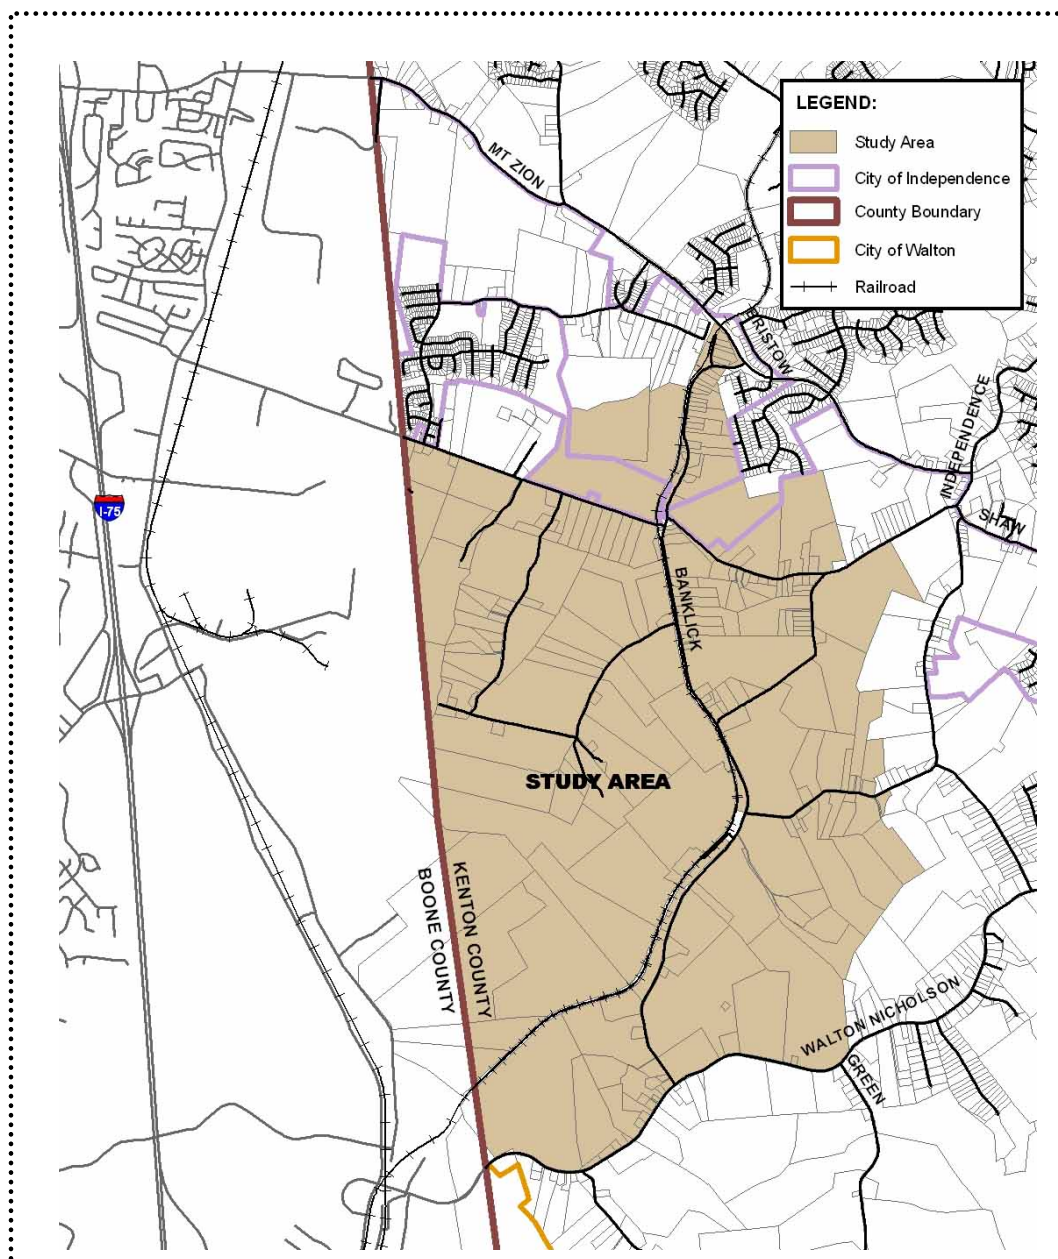 LEGEND:
Study Area
City of Independence
County Boundary
City of Walton
Railroad
MT ZION
BRISTOW
INDEPENDENCE
SHAW
I-75
BANKLICK
STUDY AREA
KENTON COUNTY
BOONE COUNTY
WALTON NICHOLSON
GREEN